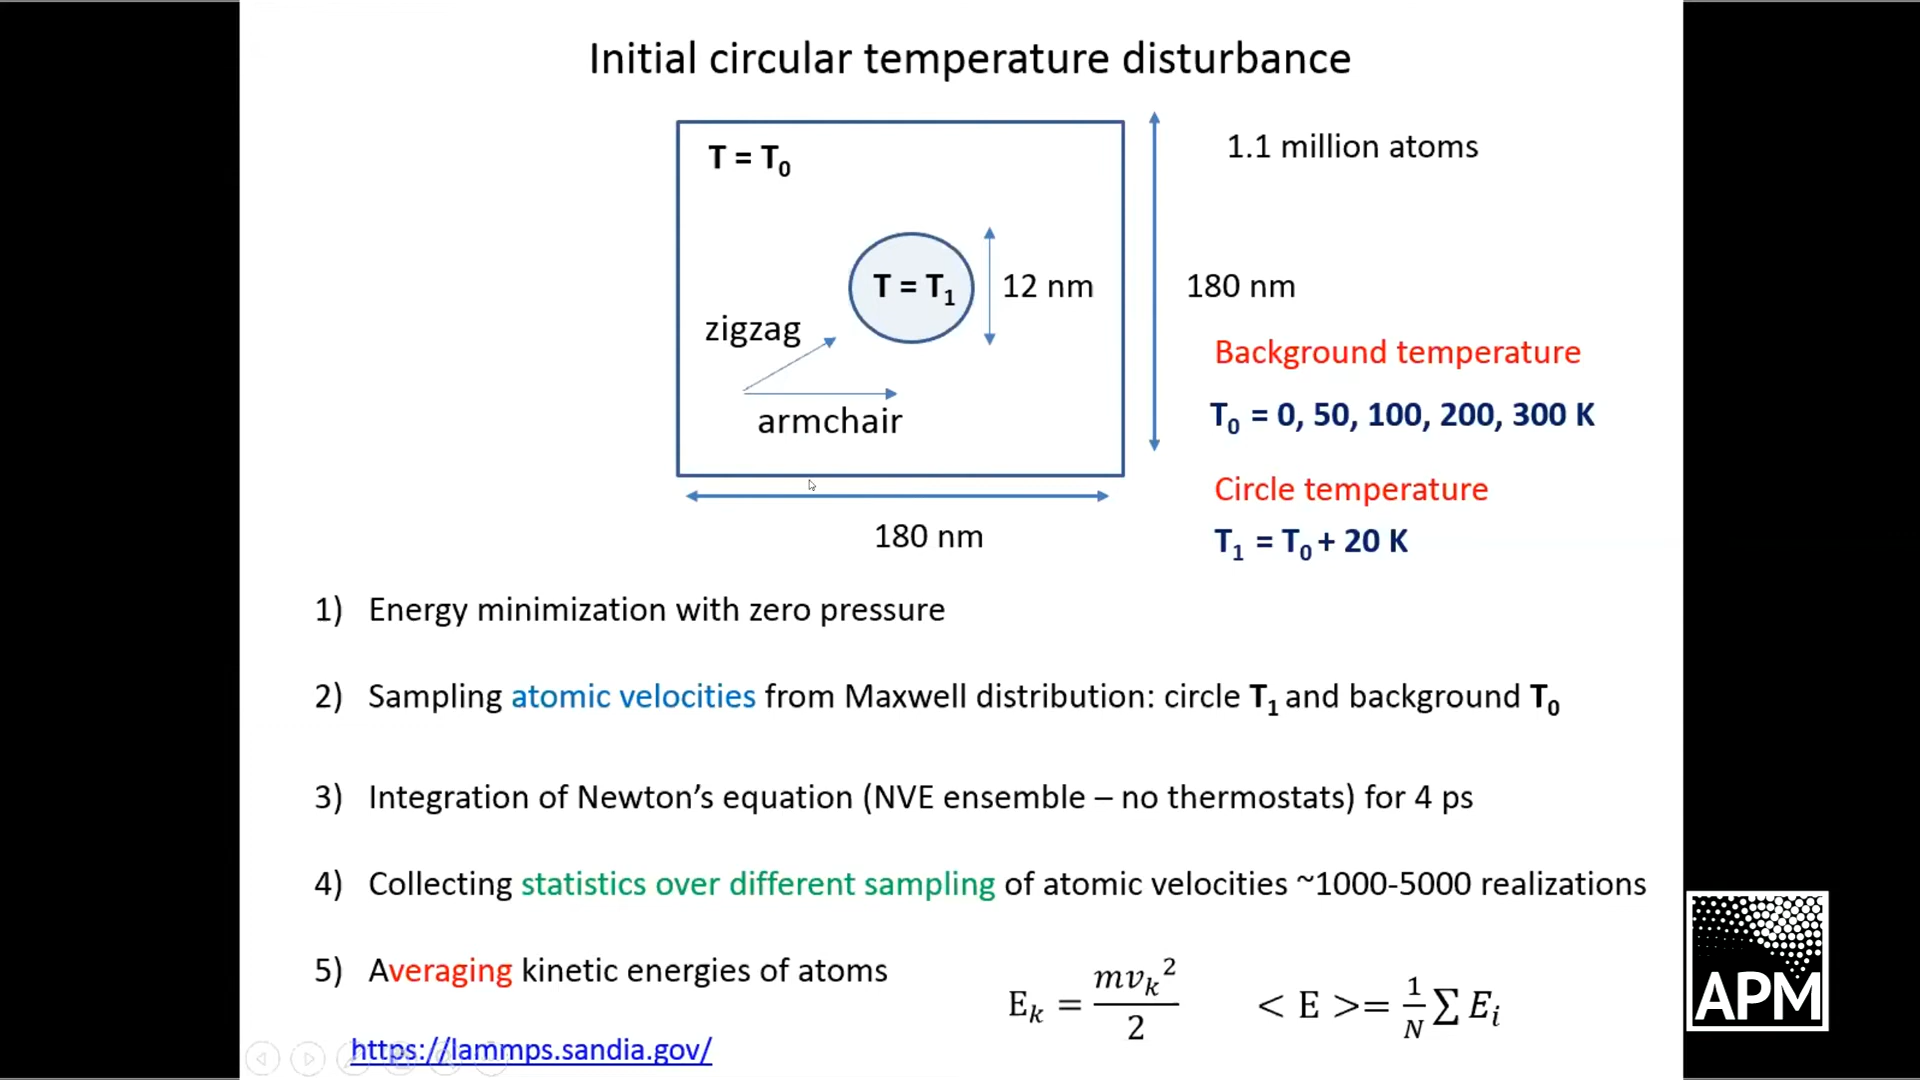 Initial circular temperature disturbance
T = T₀
1.1 million atoms
T = T₁
12 nm
180 nm
zigzag
armchair
Background temperature
T₀ = 0, 50, 100, 200, 300 K
Circle temperature
T₁ = T₀ + 20 K
180 nm
1) Energy minimization with zero pressure
2) Sampling atomic velocities from Maxwell distribution: circle T₁ and background T₀
3) Integration of Newton’s equation (NVE ensemble – no thermostats) for 4 ps
4) Collecting statistics over different sampling of atomic velocities ~1000-5000 realizations
5) Averaging kinetic energies of atoms
Eₖ = mvₖ²/2
< E >= 1/N ∑ Eᵢ
https://lammps.sandia.gov/
APM